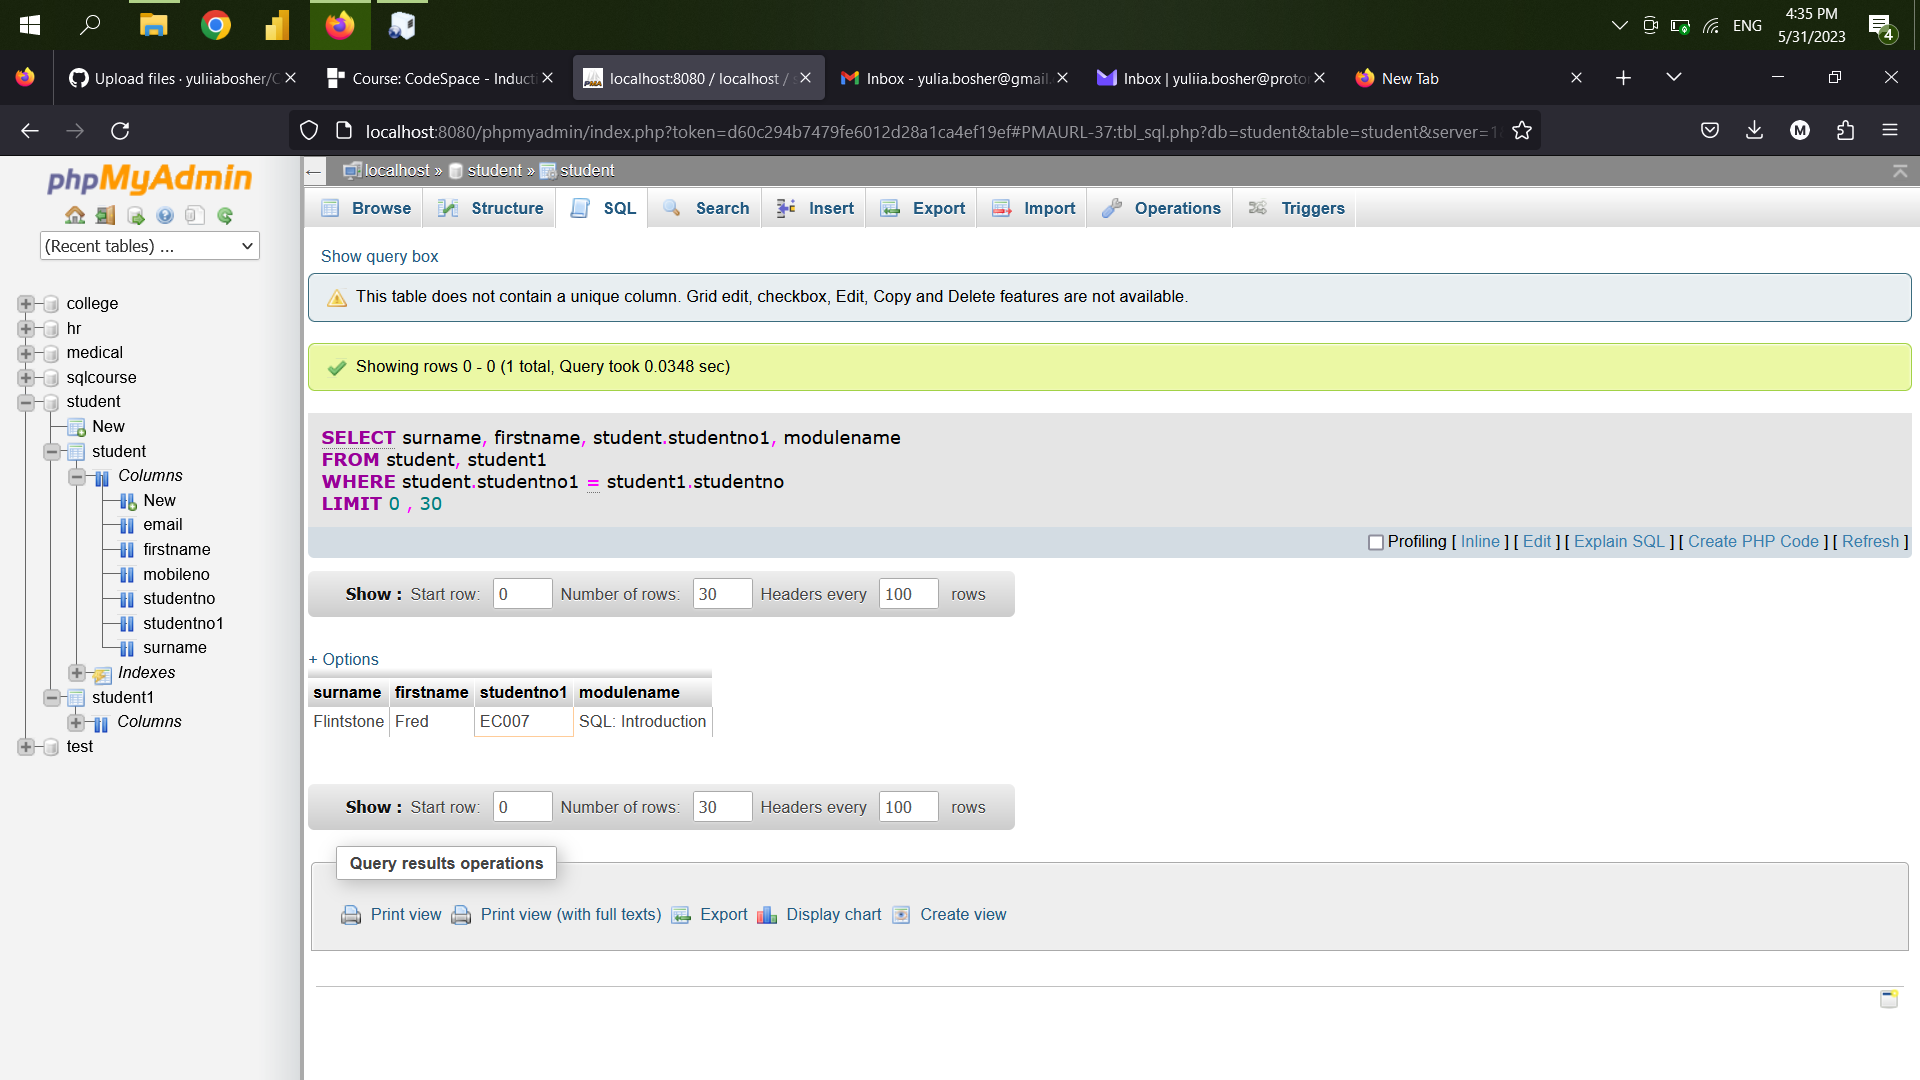 ENG
4:35 PM
5/31/2023
4
Upload files · yuliiabosher/C
Course: CodeSpace - Inducti
localhost:8080 / localhost / s
Inbox - yulia.bosher@gmail.
Inbox | yuliia.bosher@proto
New Tab
localhost:8080/phpmyadmin/index.php?token=d60c294b7479fe6012d28a1ca4ef19ef#PMAURL-37:tbl_sql.php?db=student&table=student&server=1
M
phpMyAdmin
(Recent tables) ...
college
hr
medical
sqlcourse
student
New
student
Columns
New
email
firstname
mobileno
studentno
studentno1
surname
Indexes
student1
Columns
test
localhost » student » student
Browse Structure SQL Search Insert Export Import Operations Triggers
Show query box
This table does not contain a unique column. Grid edit, checkbox, Edit, Copy and Delete features are not available.
Showing rows 0 - 0 (1 total, Query took 0.0348 sec)
SELECT surname, firstname, student.studentno1, modulename
FROM student, student1
WHERE student.studentno1 = student1.studentno
LIMIT 0 , 30
Profiling [ Inline ] [ Edit ] [ Explain SQL ] [ Create PHP Code ] [ Refresh ]
Show : Start row: 0 Number of rows: 30 Headers every 100 rows
+ Options
surname firstname studentno1 modulename
Flintstone Fred EC007 SQL: Introduction
Show : Start row: 0 Number of rows: 30 Headers every 100 rows
Query results operations
Print view Print view (with full texts) Export Display chart Create view